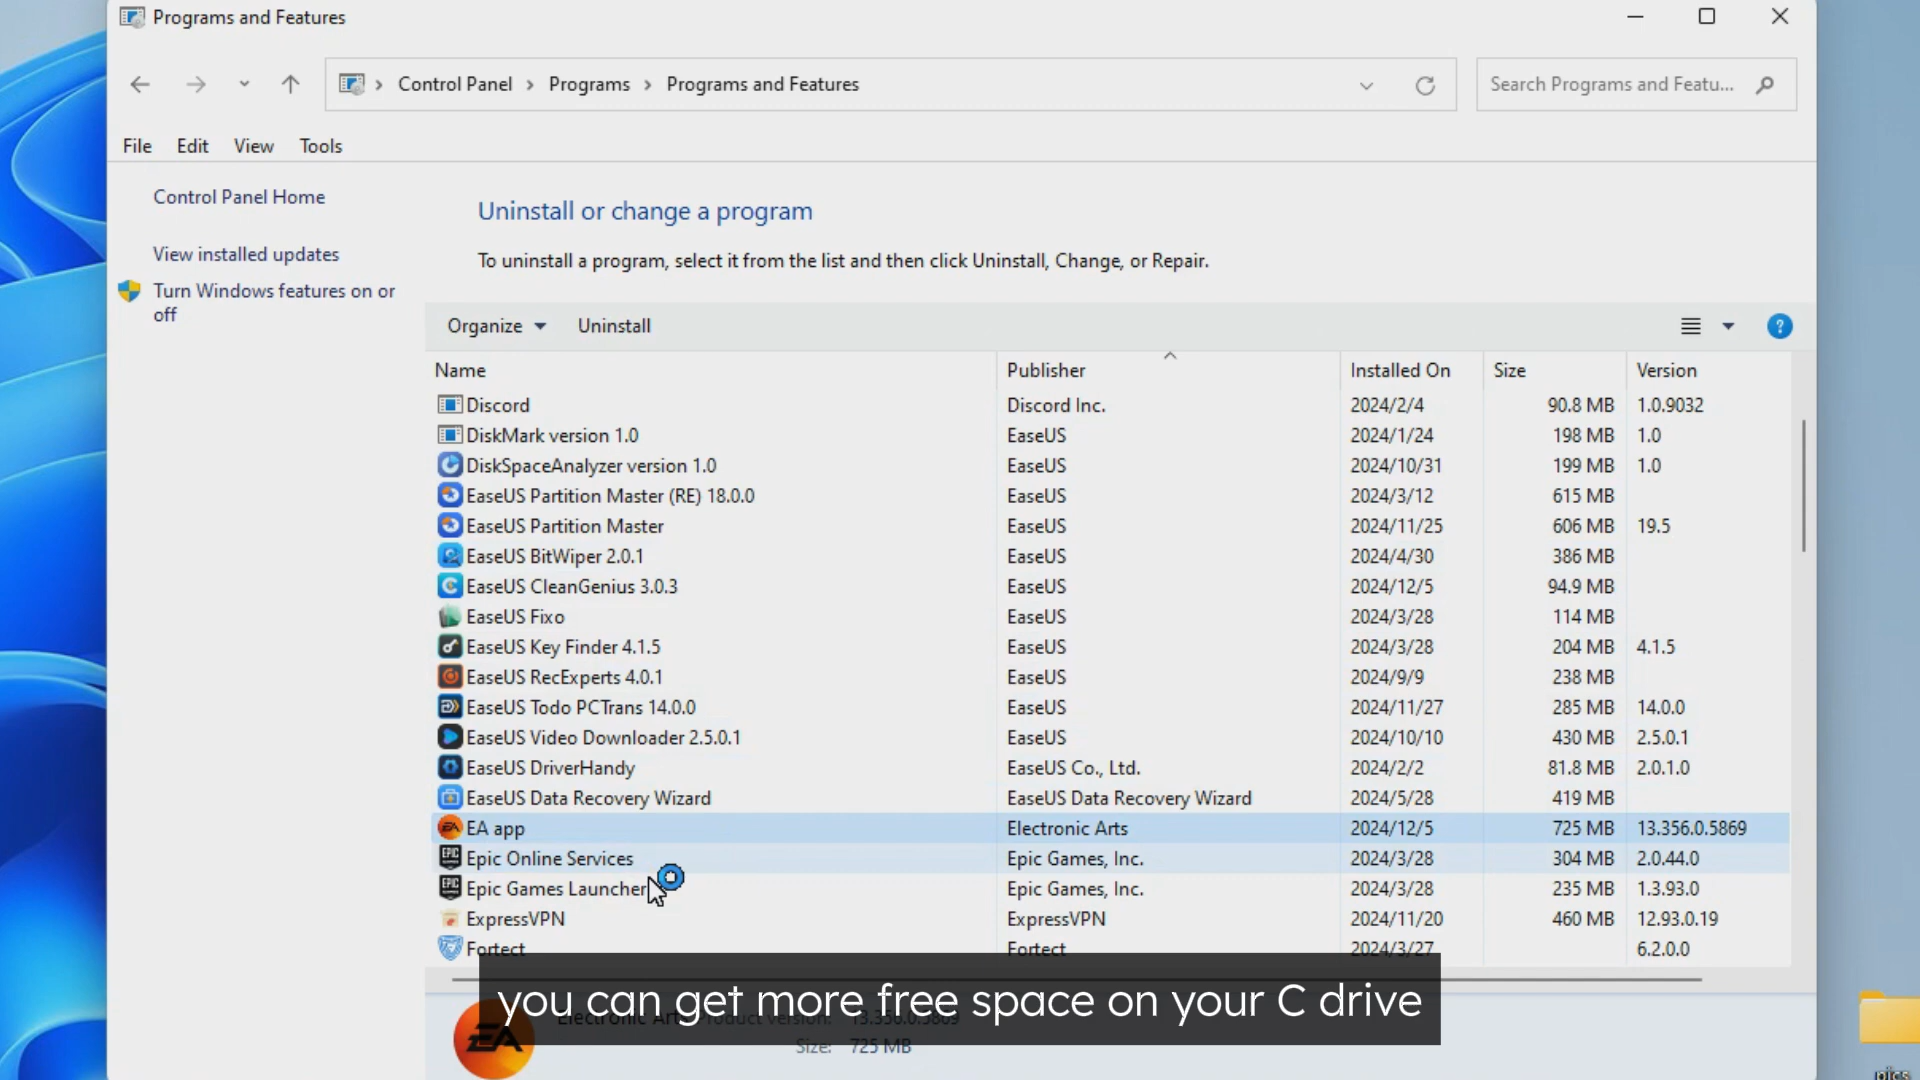 Programs and Features
Control Panel > Programs > Programs and Features
Search Programs and Featu...
File Edit View Tools
Control Panel Home
View installed updates
Turn Windows features on or
off
Uninstall or change a program
To uninstall a program, select it from the list and then click Uninstall, Change, or Repair.
Organize Uninstall
Name Publisher Installed On Size Version
Discord Discord Inc. 2024/2/4 90.8 MB 1.0.9032
DiskMark version 1.0 EaseUS 2024/1/24 198 MB 1.0
DiskSpaceAnalyzer version 1.0 EaseUS 2024/10/31 199 MB 1.0
EaseUS Partition Master (RE) 18.0.0 EaseUS 2024/3/12 615 MB
EaseUS Partition Master EaseUS 2024/11/25 606 MB 19.5
EaseUS BitWiper 2.0.1 EaseUS 2024/4/30 386 MB
EaseUS CleanGenius 3.0.3 EaseUS 2024/12/5 94.9 MB
EaseUS Fixo EaseUS 2024/3/28 114 MB
EaseUS Key Finder 4.1.5 EaseUS 2024/3/28 204 MB 4.1.5
EaseUS RecExperts 4.0.1 EaseUS 2024/9/9 238 MB
EaseUS Todo PCTrans 14.0.0 EaseUS 2024/11/27 285 MB 14.0.0
EaseUS Video Downloader 2.5.0.1 EaseUS 2024/10/10 430 MB 2.5.0.1
EaseUS DriverHandy EaseUS Co., Ltd. 2024/2/2 81.8 MB 2.0.1.0
EaseUS Data Recovery Wizard EaseUS Data Recovery Wizard 2024/5/28 419 MB
EA app Electronic Arts 2024/12/5 725 MB 13.356.0.5869
Epic Online Services Epic Games, Inc. 2024/3/28 304 MB 2.0.44.0
Epic Games Launcher Epic Games, Inc. 2024/3/28 235 MB 1.3.93.0
ExpressVPN ExpressVPN 2024/11/20 460 MB 12.93.0.19
Fortect Fortect 2024/3/27 6.2.0.0
you can get more free space on your C drive
Electronic Arts Product version: 13.356.0.5869
Size: 725 MB
pics